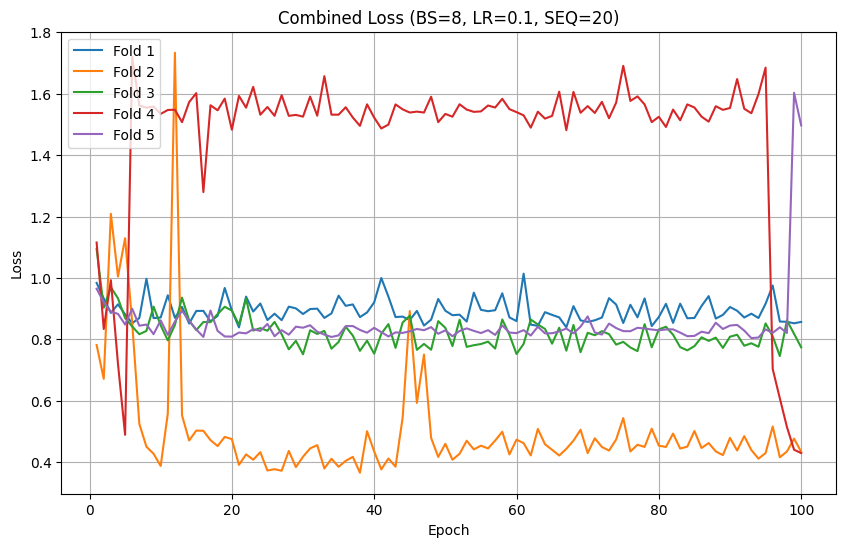 Combined Loss (BS=8, LR=0.1, SEQ=20)
Fold 1
Fold 2
Fold 3
Fold 4
Fold 5
1.8
1.6
1.4
1.2
1.0
0.8
0.6
0.4
Loss
0 20 40 60 80 100
Epoch